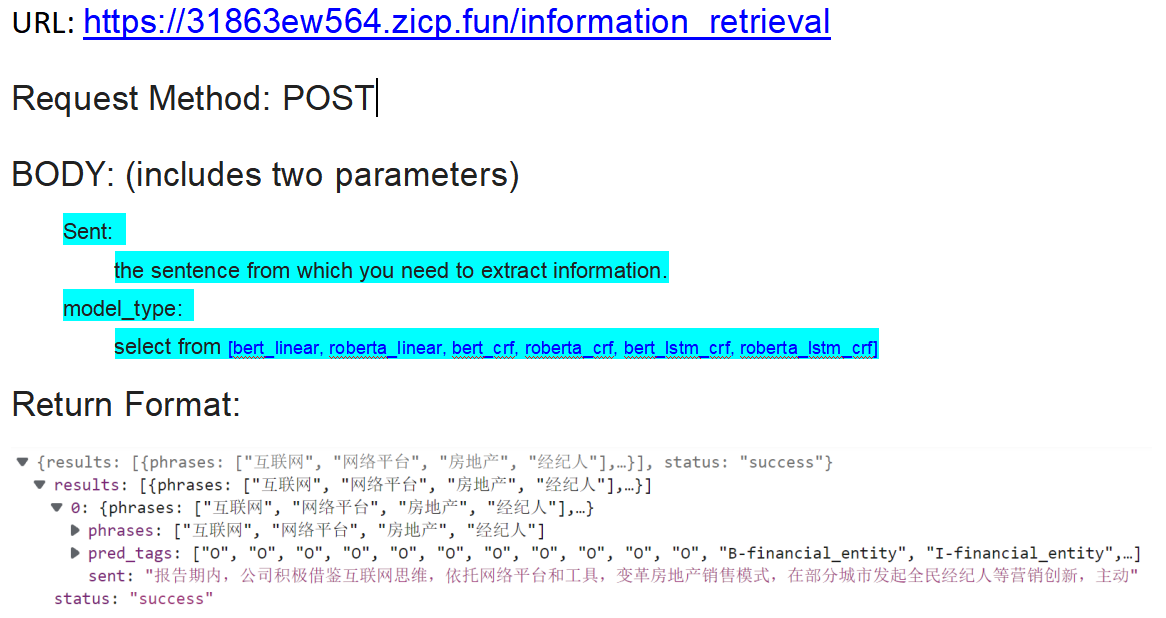 URL: https://31863ew564.zicp.fun/information_retrieval
Request Method: POST
BODY: (includes two parameters)
Sent:
the sentence from which you need to extract information.
model_type:
select from [bert_linear, roberta_linear, bert_crf, roberta_crf, bert_lstm_crf, roberta_lstm_crf]
Return Format:
▼ {results: [{phrases: ["互联网", "网络平台", "房地产", "经纪人"],…}], status: "success"}
▼ results: [{phrases: ["互联网", "网络平台", "房地产", "经纪人"],…}]
▼ 0: {phrases: ["互联网", "网络平台", "房地产", "经纪人"],…}
▶ phrases: ["互联网", "网络平台", "房地产", "经纪人"]
▶ pred_tags: ["O", "O", "O", "O", "O", "O", "O", "O", "O", "O", "O", "B-financial_entity", "I-financial_entity",…]
sent: "报告期内，公司积极借鉴互联网思维，依托网络平台和工具，变革房地产销售模式，在部分城市发起全民经纪人等营销创新，主动"
status: "success"